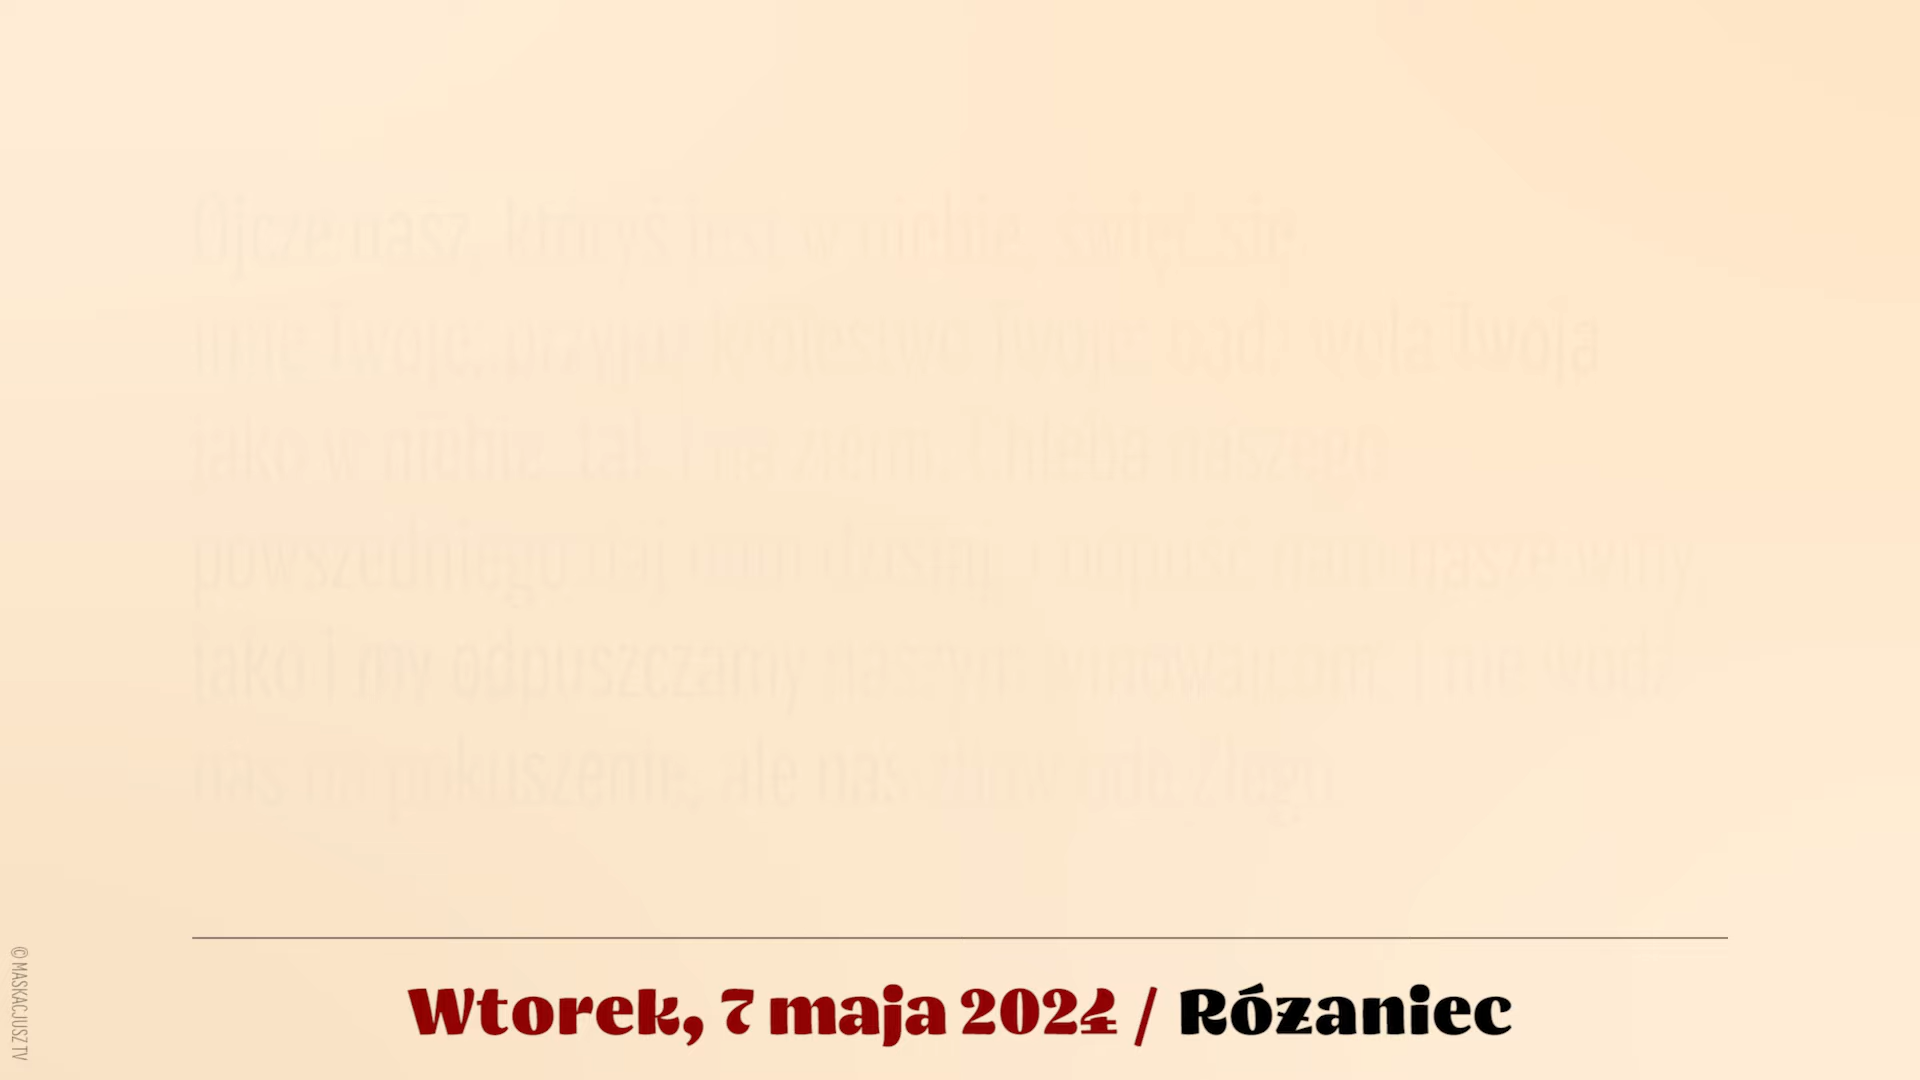 Ojcze nasz, któryś jest w niebie, święć się
imię Twoje, przyjdź królestwo Twoje, bądź wola Twoja
jako w niebie, tak i na ziemi. Chleba naszego
powszedniego daj nam dzisiaj, i odpuść nam nasze winy,
jako i my odpuszczamy naszym winowajcom. I nie wódź
nas na pokuszenie, ale nas zbaw ode Złego.
Wtorek, 7 maja 2024 / Różaniec
© MASKACJUSZ TV